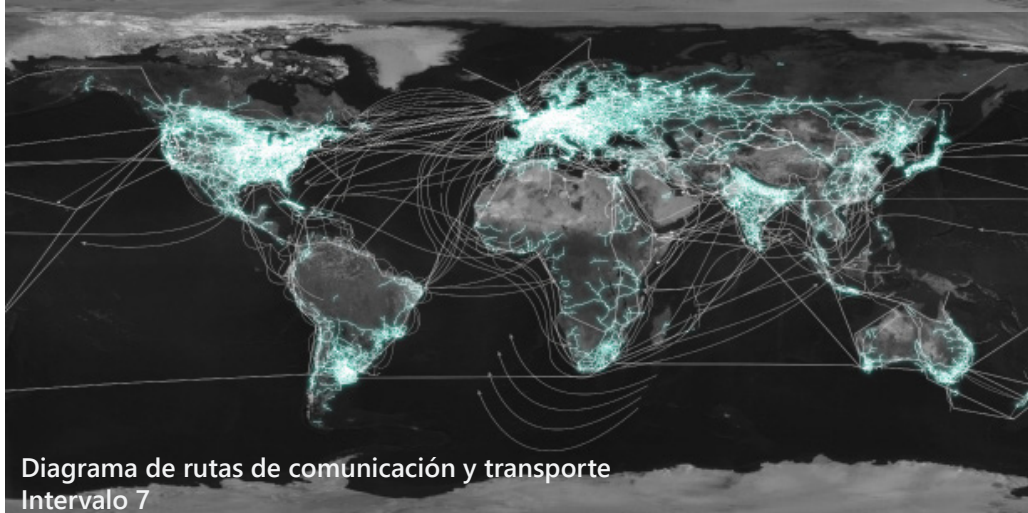 Diagrama de rutas de comunicación y transporte
Intervalo 7